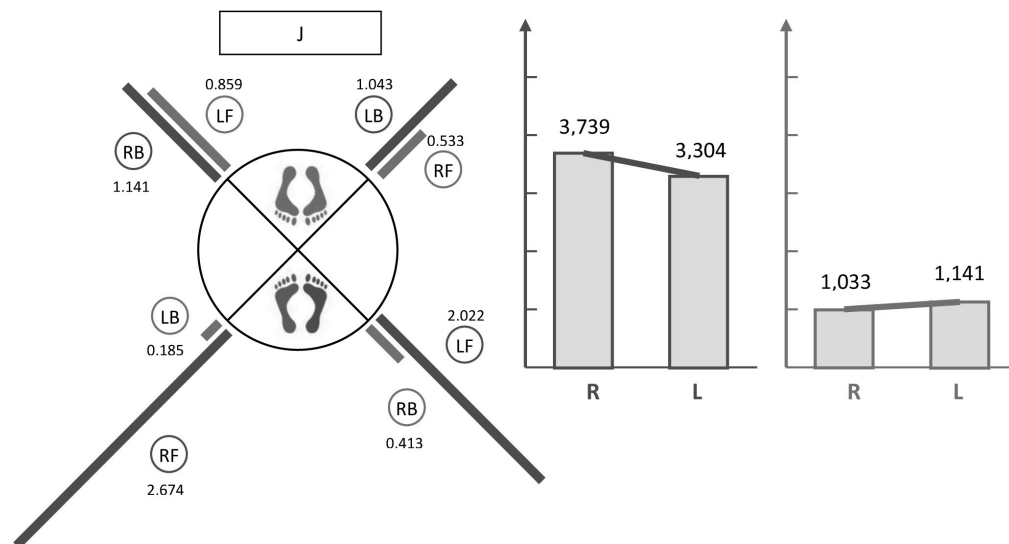 J
0.859
LF
1.043
LB
RB
1.141
0.533
RF
LB
0.185
2.022
LF
RB
0.413
RF
2.674
3,739
3,304
R L
1,033
1,141
R L